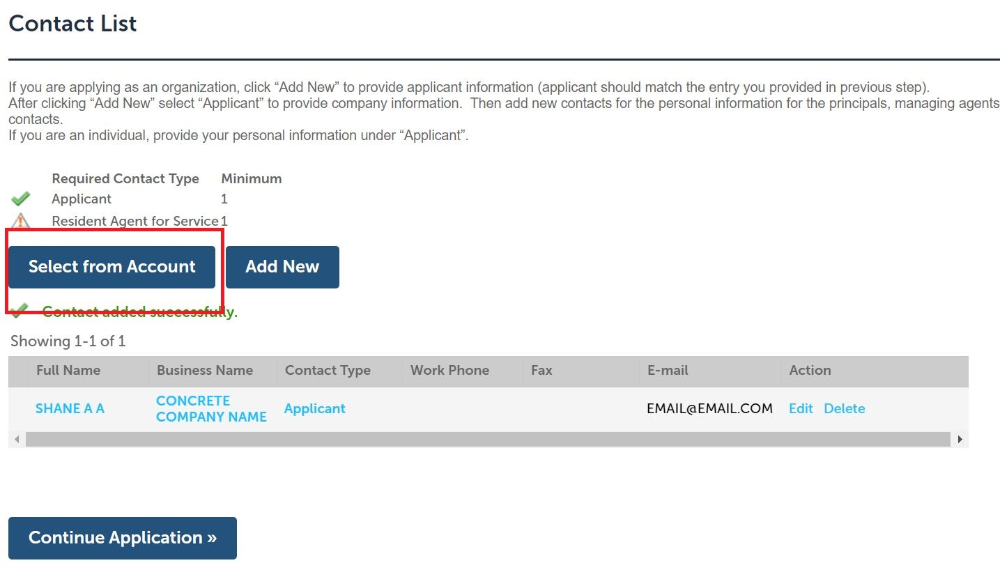 Contact List
If you are applying as an organization, click “Add New” to provide applicant information (applicant should match the entry you provided in previous step).
After clicking “Add New” select “Applicant” to provide company information.  Then add new contacts for the personal information for the principals, managing agents
contacts.
If you are an individual, provide your personal information under “Applicant”.
Required Contact Type Minimum
Applicant 1
Resident Agent for Service 1
Select from Account Add New
Contact added successfully.
Showing 1-1 of 1
Full Name Business Name Contact Type Work Phone Fax E-mail Action
SHANE A A CONCRETE COMPANY NAME Applicant EMAIL@EMAIL.COM Edit Delete
Continue Application »